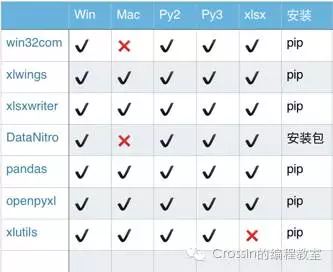 Win Mac Py2 Py3 xlsx 安装
win32com ✔ ✘ ✔ ✔ ✔ pip
xlwings ✔ ✔ ✔ ✔ ✔ pip
xlsxwriter ✔ ✔ ✔ ✔ ✔ pip
DataNitro ✔ ✘ ✔ ✔ ✔ 安装包
pandas ✔ ✔ ✔ ✔ ✔ pip
openpyxl ✔ ✔ ✔ ✔ ✔ pip
xlutils ✔ ✔ ✔ ✔ ✘ pip
Crossin的编程教室